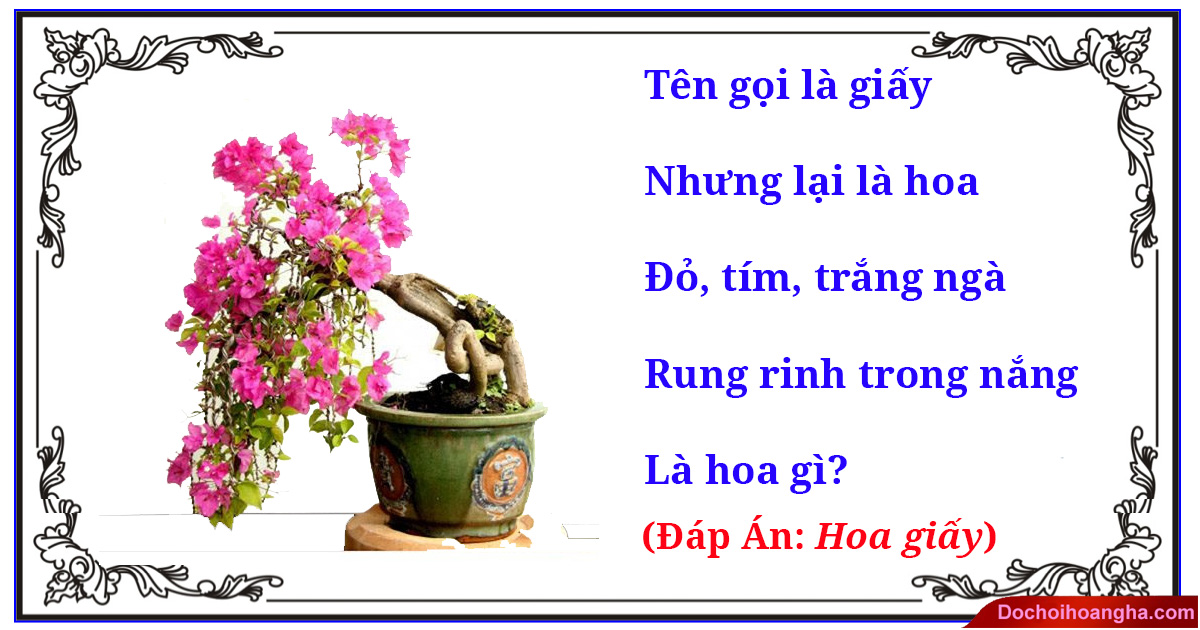 Tên gọi là giấy
Nhưng lại là hoa
Đỏ, tím, trắng ngà
Rung rinh trong nắng
Là hoa gì?
(Đáp Án: Hoa giấy)
富
Dochoihoangha.com